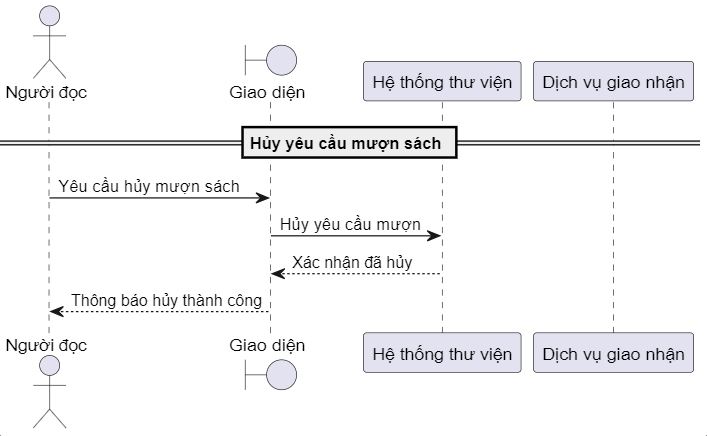 Người đọc
Giao diện
Hệ thống thư viện
Dịch vụ giao nhận
Hủy yêu cầu mượn sách
Yêu cầu hủy mượn sách
Hủy yêu cầu mượn
Xác nhận đã hủy
Thông báo hủy thành công
Người đọc
Giao diện
Hệ thống thư viện
Dịch vụ giao nhận